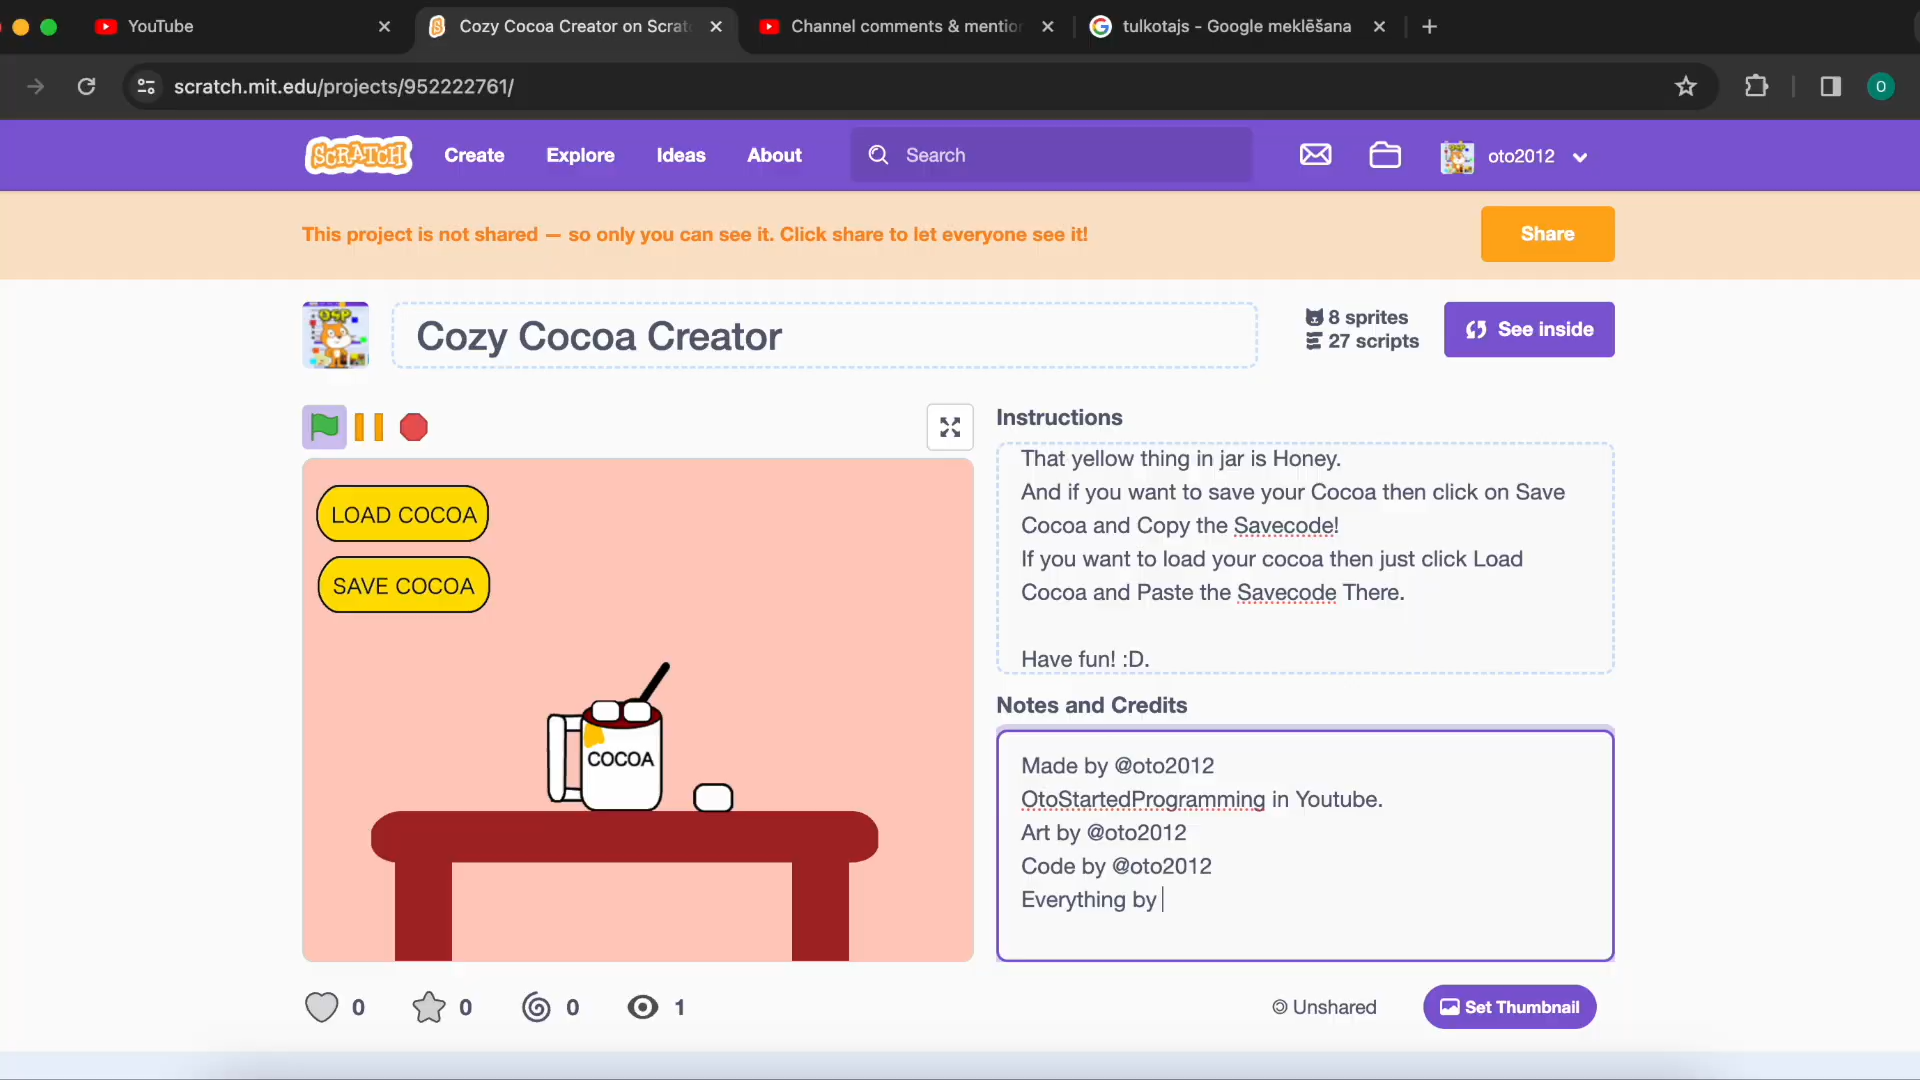 YouTube
Cozy Cocoa Creator on Scrat
Channel comments & mention
tulkotajs - Google meklēšana
scratch.mit.edu/projects/952222761/
O
SCRATCH
Create
Explore
Ideas
About
Search
oto2012
This project is not shared — so only you can see it. Click share to let everyone see it!
Share
Cozy Cocoa Creator
8 sprites
27 scripts
See inside
LOAD COCOA
SAVE COCOA
COCOA
Instructions
That yellow thing in jar is Honey.
And if you want to save your Cocoa then click on Save
Cocoa and Copy the Savecode!
If you want to load your cocoa then just click Load
Cocoa and Paste the Savecode There.
Have fun! :D.
Notes and Credits
Made by @oto2012
OtoStartedProgramming in Youtube.
Art by @oto2012
Code by @oto2012
Everything by
0
0
0
1
Unshared
Set Thumbnail